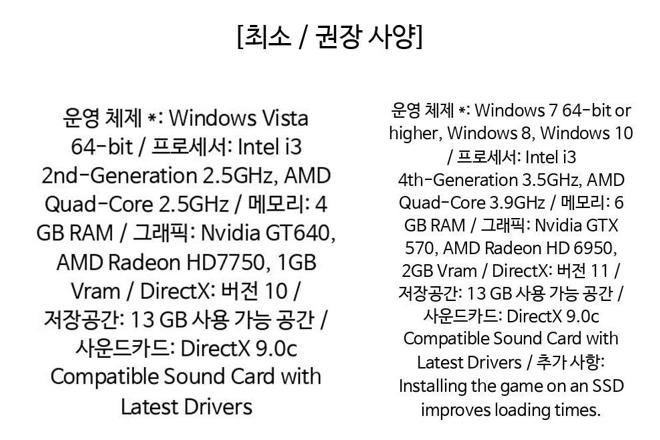 [최소 / 권장 사양]
운영 체제 *: Windows Vista
64-bit / 프로세서: Intel i3
2nd-Generation 2.5GHz, AMD
Quad-Core 2.5GHz / 메모리: 4
GB RAM / 그래픽: Nvidia GT640,
AMD Radeon HD7750, 1GB
Vram / DirectX: 버전 10 /
저장공간: 13 GB 사용 가능 공간 /
사운드카드: DirectX 9.0c
Compatible Sound Card with
Latest Drivers
운영 체제 *: Windows 7 64-bit or
higher, Windows 8, Windows 10
/ 프로세서: Intel i3
4th-Generation 3.5GHz, AMD
Quad-Core 3.9GHz / 메모리: 6
GB RAM / 그래픽: Nvidia GTX
570, AMD Radeon HD 6950,
2GB Vram / DirectX: 버전 11 /
저장공간: 13 GB 사용 가능 공간 /
사운드카드: DirectX 9.0c
Compatible Sound Card with
Latest Drivers / 추가 사항:
Installing the game on an SSD
improves loading times.